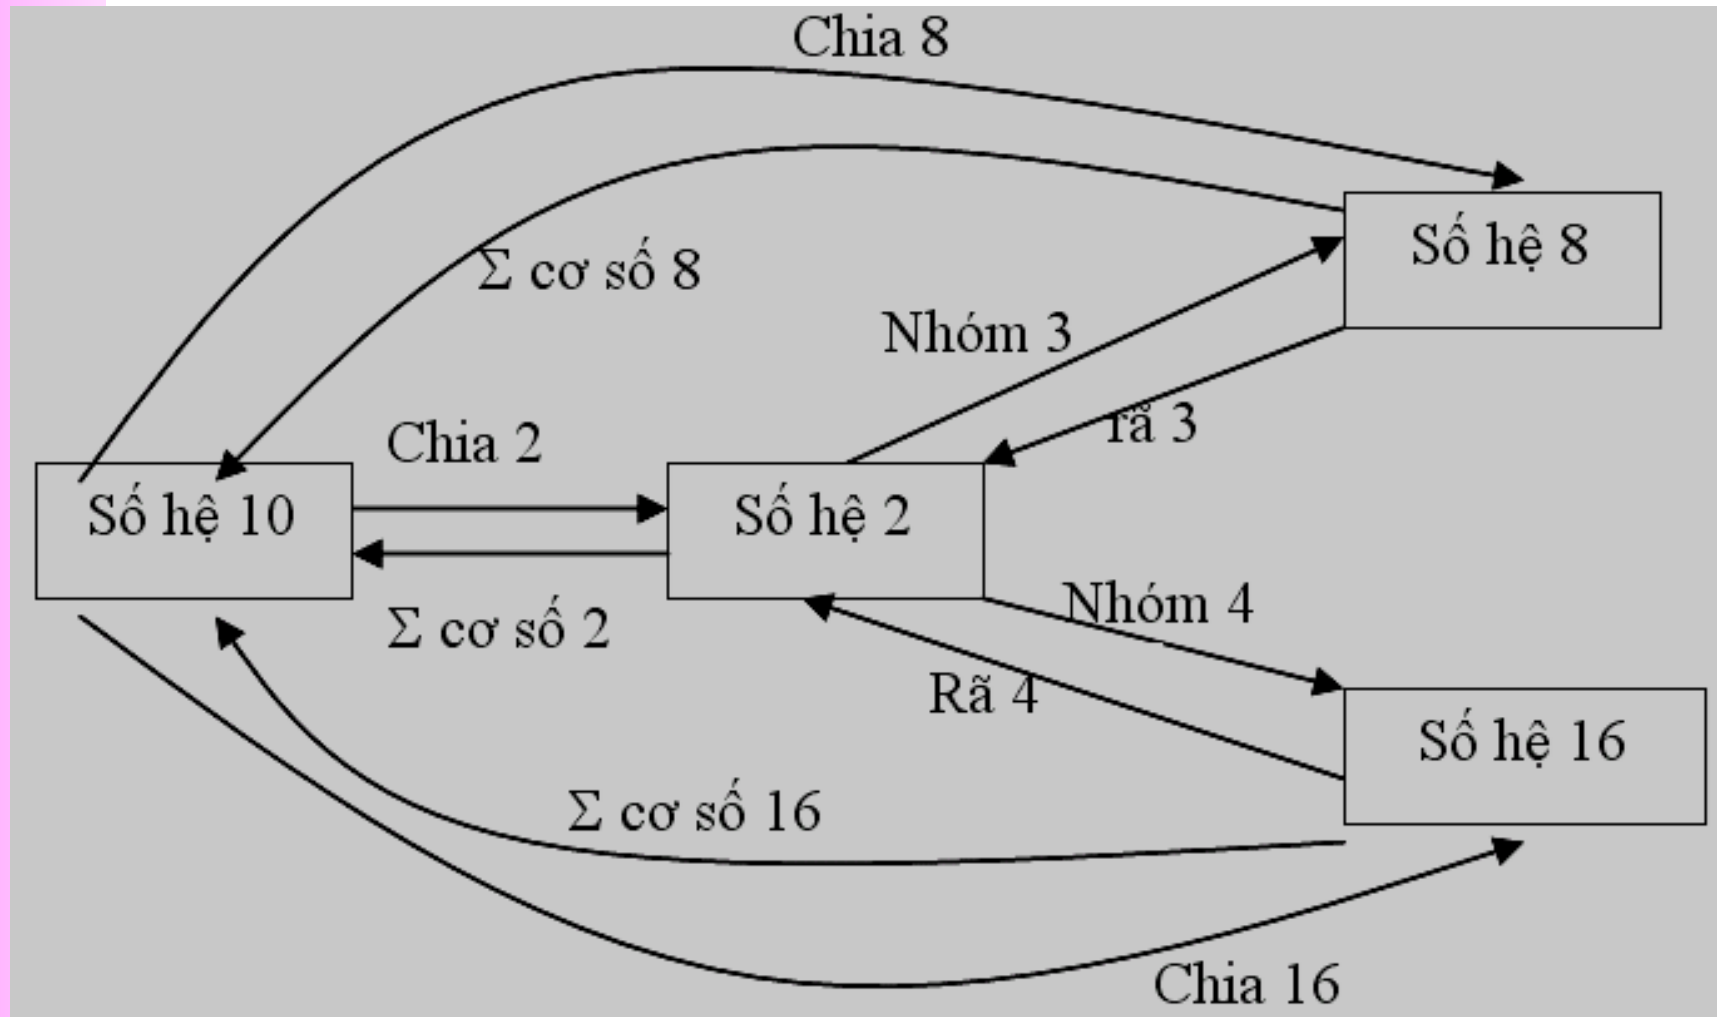 Chia 8
Số hệ 8
Σ cơ số 8
Nhóm 3
rã 3
Chia 2
Số hệ 10
Số hệ 2
Nhóm 4
Σ cơ số 2
Rã 4
Số hệ 16
Σ cơ số 16
Chia 16